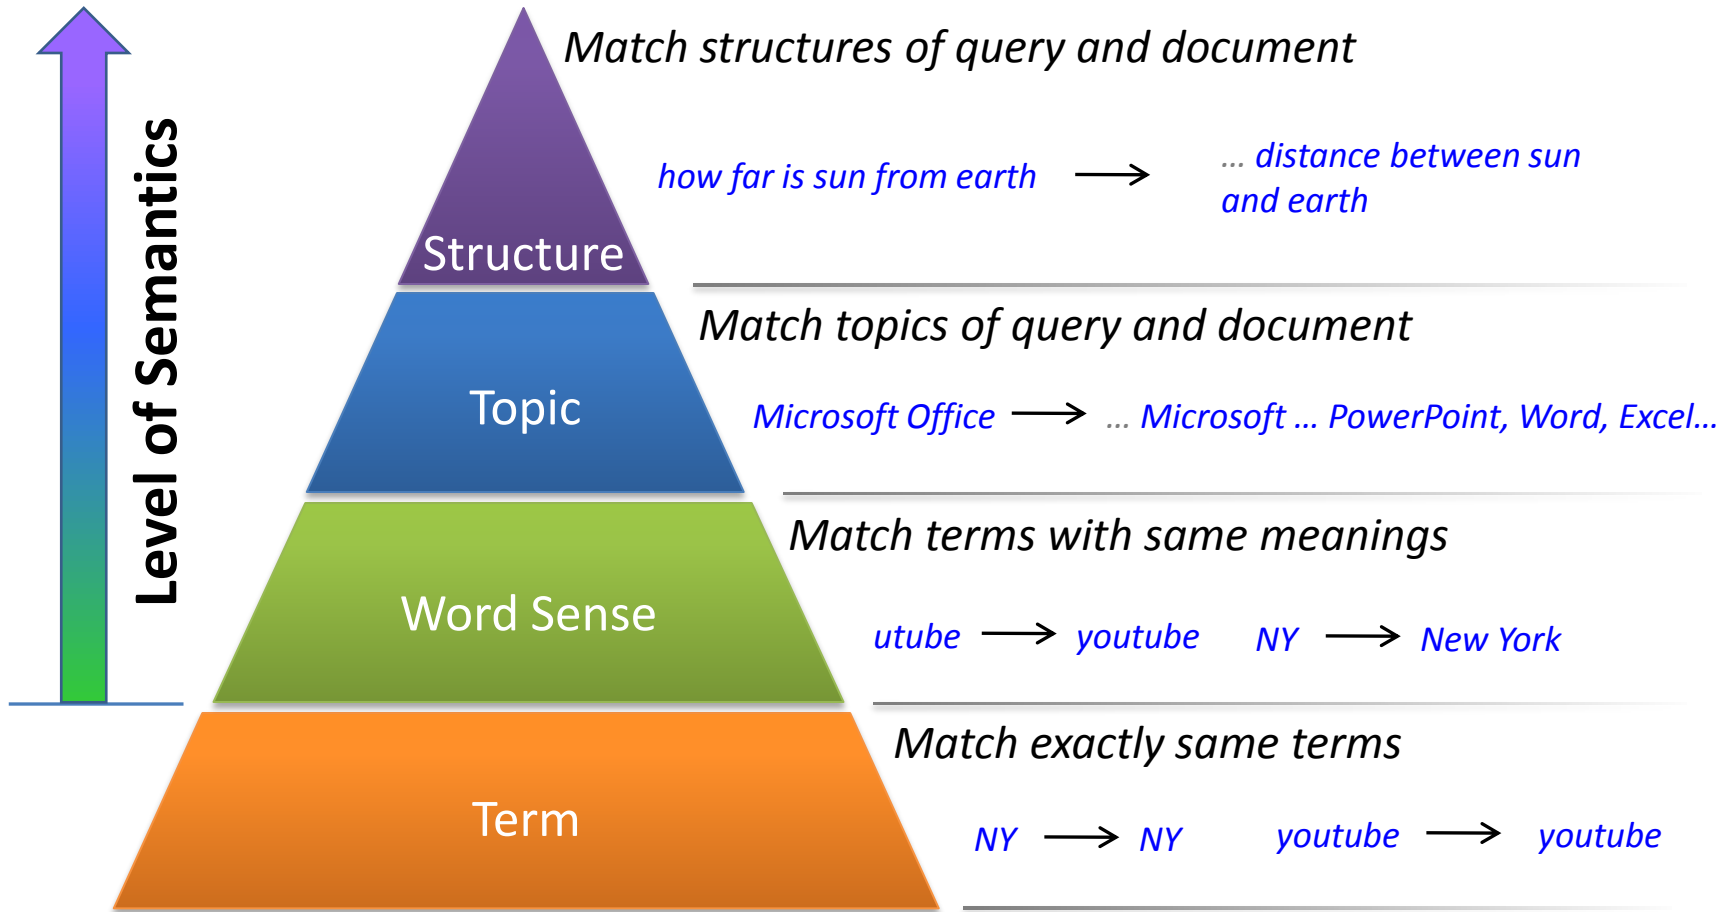 Level of Semantics
Match structures of query and document
how far is sun from earth → ... distance between sun
and earth
Structure
Match topics of query and document
Topic
Microsoft Office → ... Microsoft ... PowerPoint, Word, Excel...
Match terms with same meanings
Word Sense
utube → youtube NY → New York
Match exactly same terms
Term
NY → NY youtube → youtube